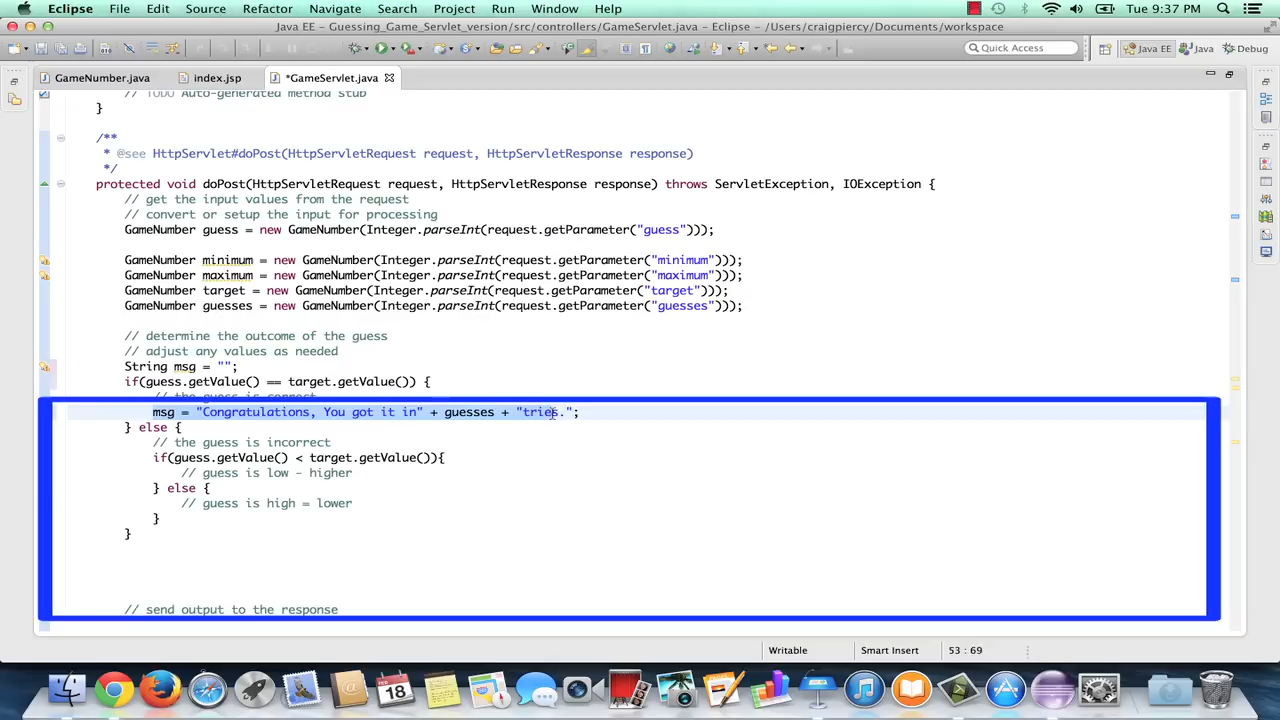 Eclipse File Edit Source Refactor Navigate Search Project Run Window Help Tue 9:37 PM
Java EE - Guessing_Game_Servlet_version/src/controllers/GameServlet.java - Eclipse - /Users/craigpiercy/Documents/workspace
Quick Access Java EE Java Debug
GameNumber.java index.jsp *GameServlet.java
// TODO Auto-generated method stub
}
/**
* @see HttpServlet#doPost(HttpServletRequest request, HttpServletResponse response)
*/
protected void doPost(HttpServletRequest request, HttpServletResponse response) throws ServletException, IOException {
// get the input values from the request
// convert or setup the input for processing
GameNumber guess = new GameNumber(Integer.parseInt(request.getParameter("guess")));
GameNumber minimum = new GameNumber(Integer.parseInt(request.getParameter("minimum")));
GameNumber maximum = new GameNumber(Integer.parseInt(request.getParameter("maximum")));
GameNumber target = new GameNumber(Integer.parseInt(request.getParameter("target")));
GameNumber guesses = new GameNumber(Integer.parseInt(request.getParameter("guesses")));
// determine the outcome of the guess
// adjust any values as needed
String msg = "";
if(guess.getValue() == target.getValue()) {
// the guess is correct
msg = "Congratulations, You got it in" + guesses + "tries.";
} else {
// the guess is incorrect
if(guess.getValue() < target.getValue()){
// guess is low - higher
} else {
// guess is high = lower
}
}
// send output to the response
Writable Smart Insert 53 : 69
FEB
18